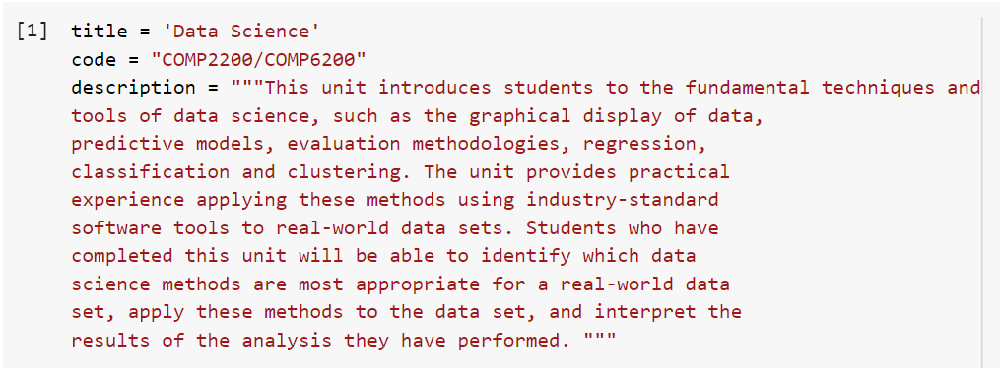 [1] title = 'Data Science'
code = "COMP2200/COMP6200"
description = """This unit introduces students to the fundamental techniques and
tools of data science, such as the graphical display of data,
predictive models, evaluation methodologies, regression,
classification and clustering. The unit provides practical
experience applying these methods using industry-standard
software tools to real-world data sets. Students who have
completed this unit will be able to identify which data
science methods are most appropriate for a real-world data
set, apply these methods to the data set, and interpret the
results of the analysis they have performed. """